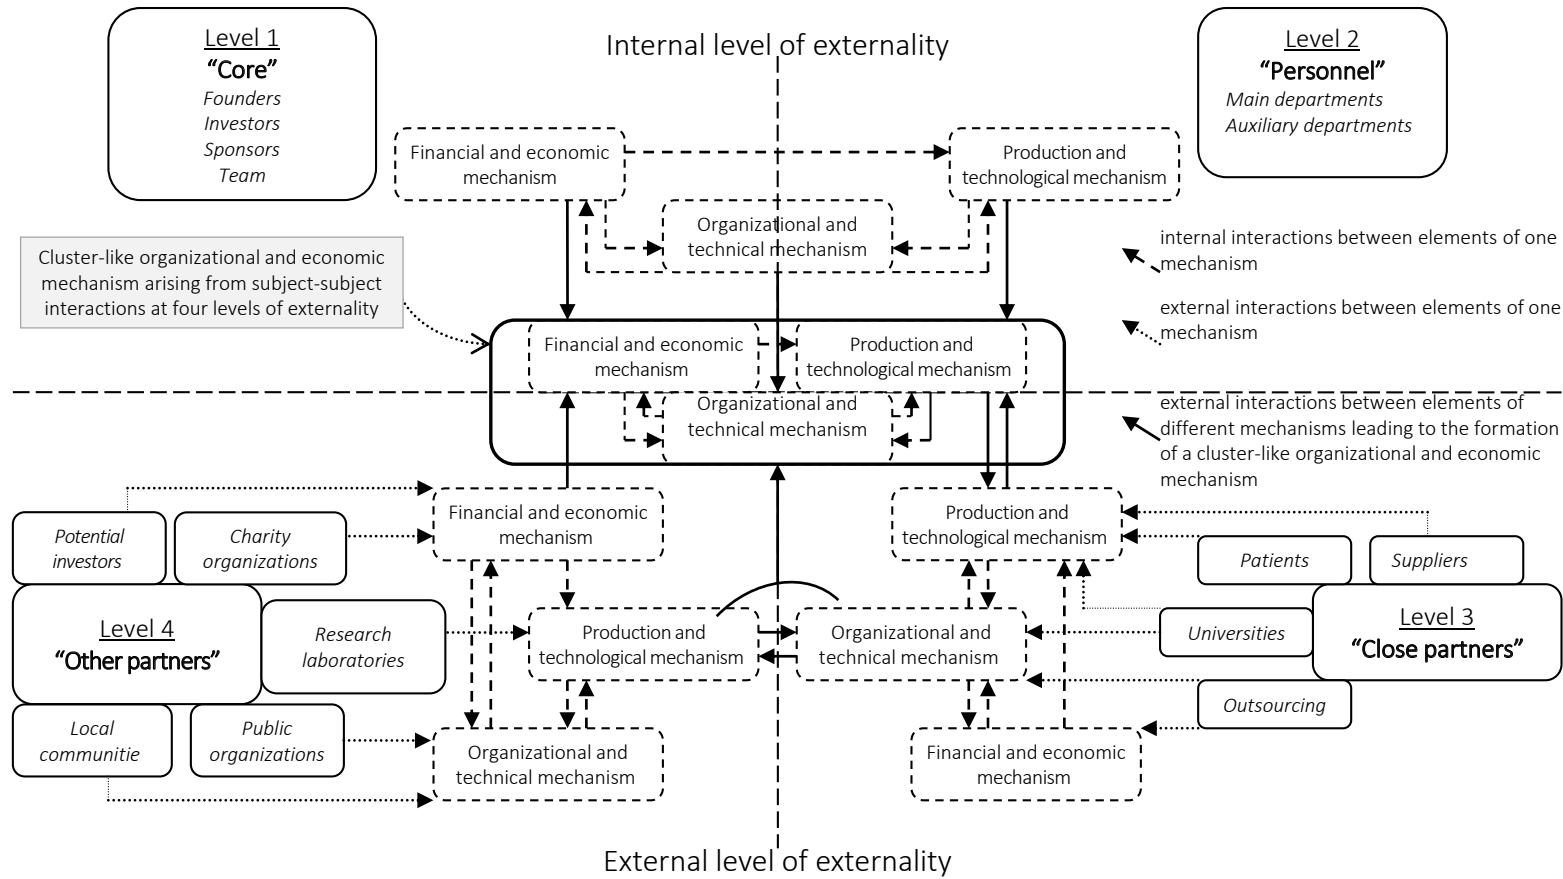 Level 1
“Core”
Founders
Investors
Sponsors
Team
Internal level of externality
Level 2
“Personnel”
Main departments
Auxiliary departments
Financial and economic
mechanism
Production and
technological mechanism
Organizational and
technical mechanism
Cluster-like organizational and economic
mechanism arising from subject-subject
interactions at four levels of externality
internal interactions between elements of one
mechanism
external interactions between elements of one
mechanism
Financial and economic
mechanism
Production and
technological mechanism
Organizational and
technical mechanism
external interactions between elements of
different mechanisms leading to the formation
of a cluster-like organizational and economic
mechanism
Potential
investors
Charity
organizations
Financial and economic
mechanism
Production and
technological mechanism
Patients
Suppliers
Level 4
“Other partners”
Research
laboratories
Production and
technological mechanism
Organizational and
technical mechanism
Universities
Level 3
“Close partners”
Local
communitie
Public
organizations
Organizational and
technical mechanism
Financial and economic
mechanism
Outsourcing
External level of externality